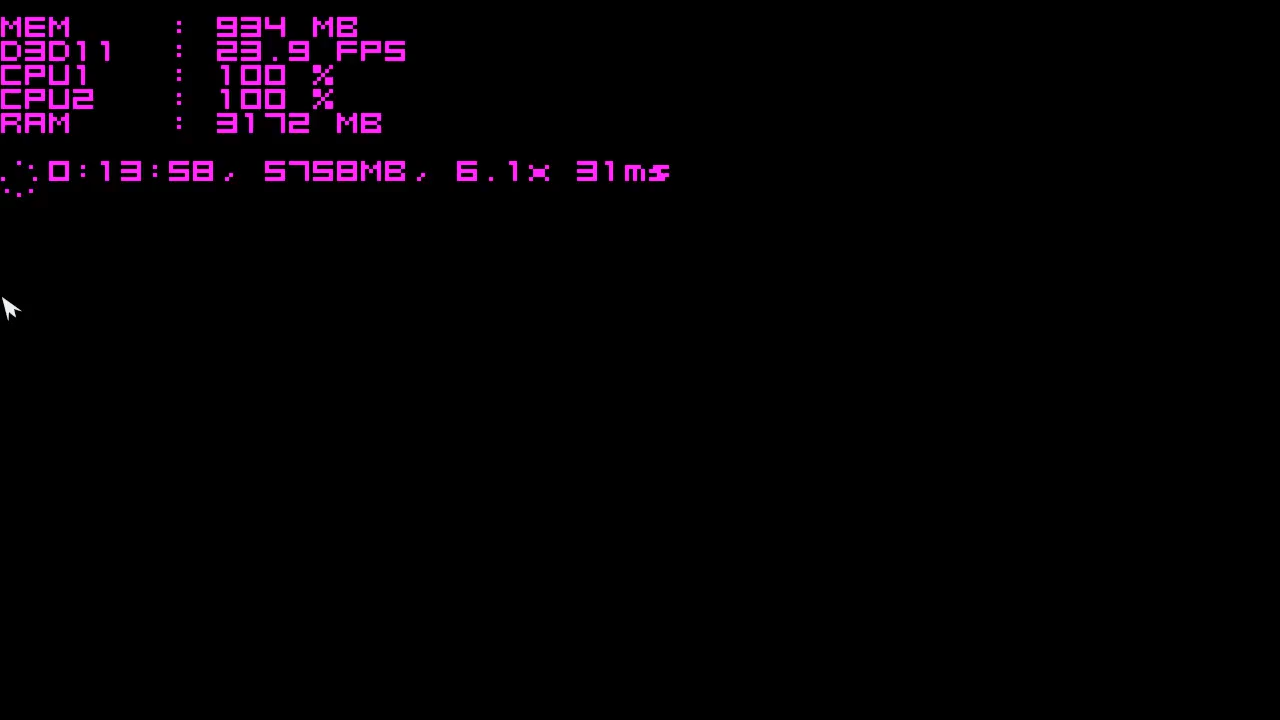 MEM : 934 MB
D3D11 : 23.9 FPS
CPU1 : 100 %
CPU2 : 100 %
RAM : 3172 MB
0:13:58, 5758MB, 6.1x 31ms